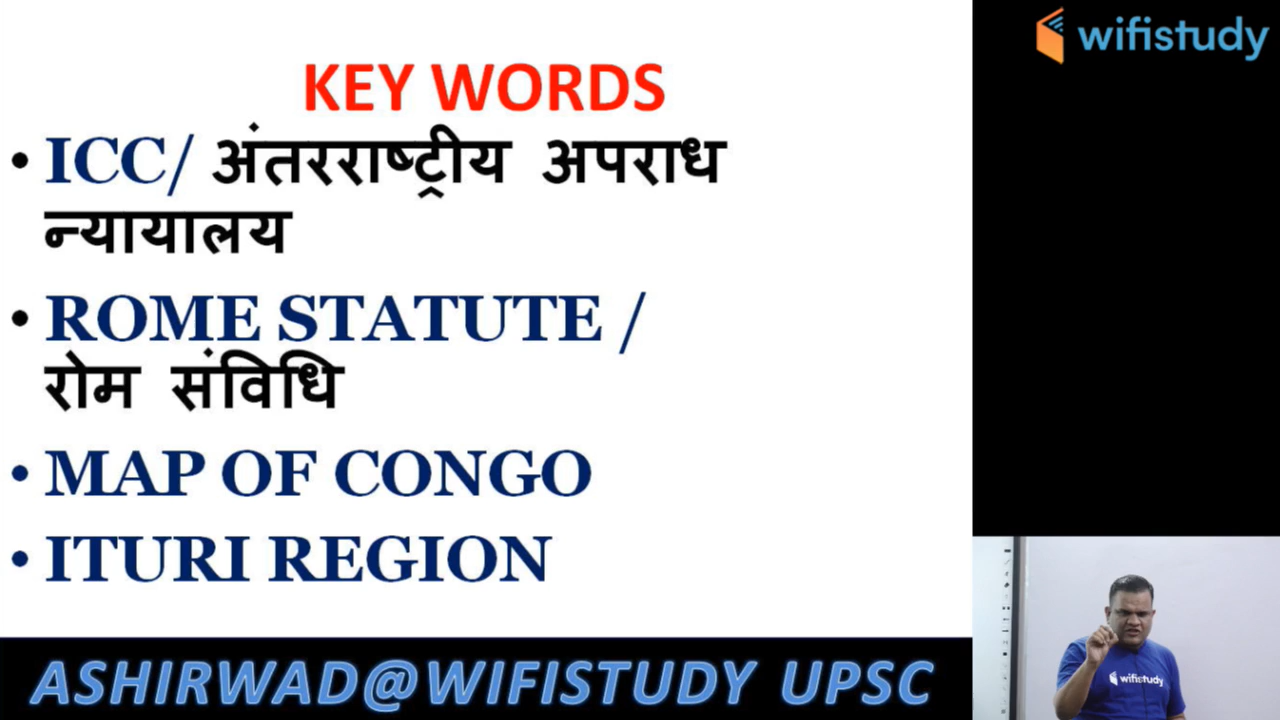 wifistudy
KEY WORDS
• ICC/ अंतरराष्ट्रीय अपराध
न्यायालय
• ROME STATUTE /
रोम संविधि
• MAP OF CONGO
• ITURI REGION
ASHIRWAD@WIFISTUDY UPSC
wifistudy